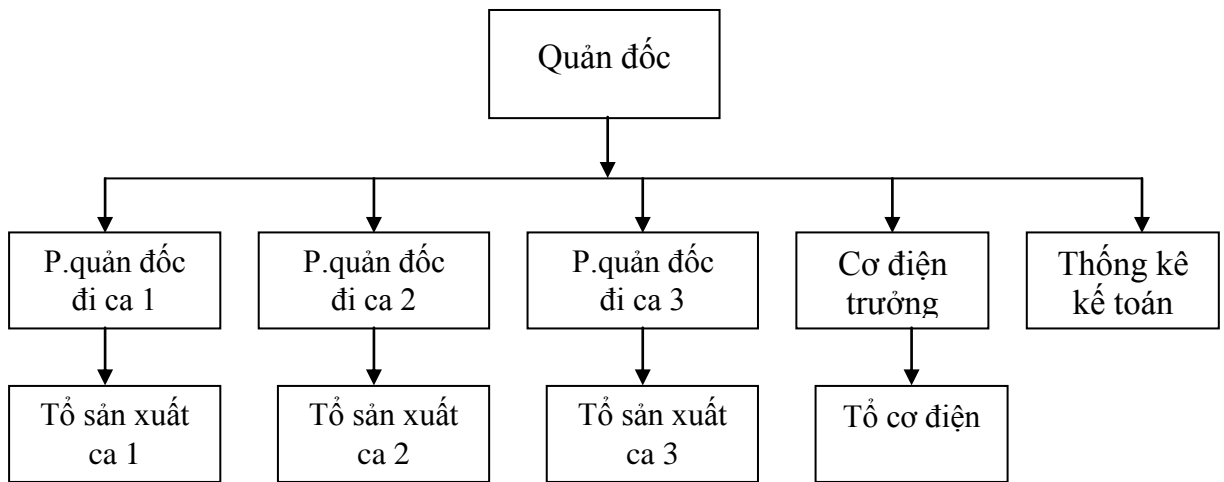 Quản đốc
P.quản đốc
đi ca 1
P.quản đốc
đi ca 2
P.quản đốc
đi ca 3
Cơ điện
trưởng
Thống kê
kế toán
Tổ sản xuất
ca 1
Tổ sản xuất
ca 2
Tổ sản xuất
ca 3
Tổ cơ điện